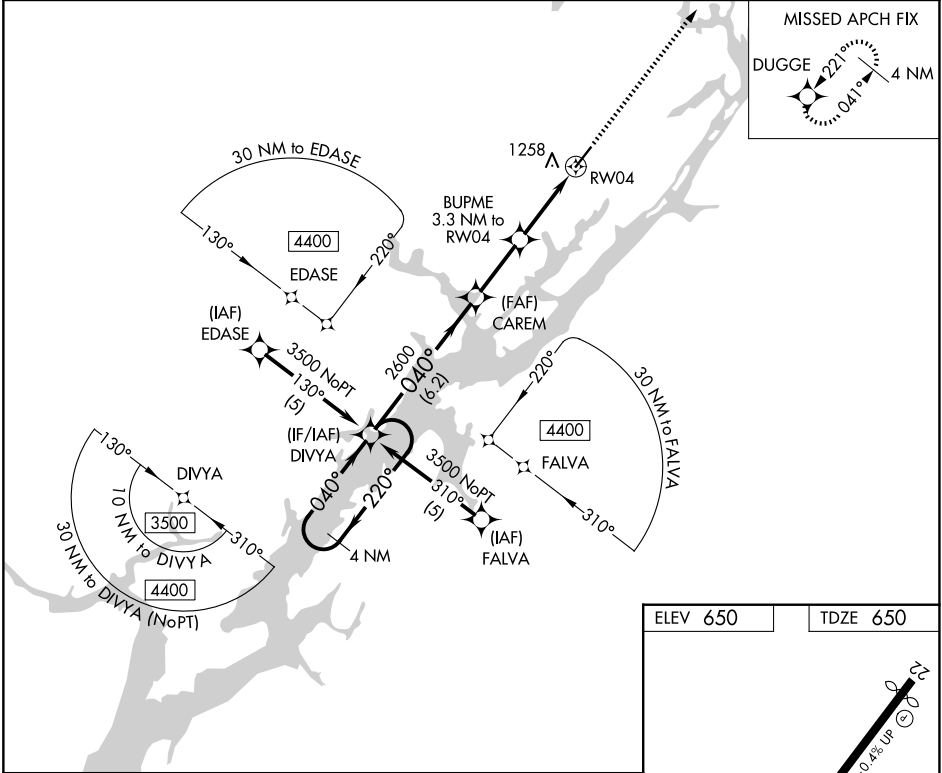 MISSED APCH FIX
DUGGE
221°
041°
4 NM
30 NM to EDASE
130°
4400
220°
EDASE
1258
RW04
BUPME
3.3 NM to
RW04
(FAF)
CAREM
(IAF)
EDASE
3500 NoPT
130°
(5)
2600
040°
(6.2)
(IF/IAF)
DIVYA
040°
220°
4 NM
3500 NoPT
310°
(5)
(IAF)
FALVA
220°
30 NM to FALVA
4400
FALVA
310°
130°
DIVYA
3500
10 NM to DIVYA
310°
4400
30 NM to DIVYA (NoPT)
ELEV 650
TDZE 650
22
P
0.4% UP